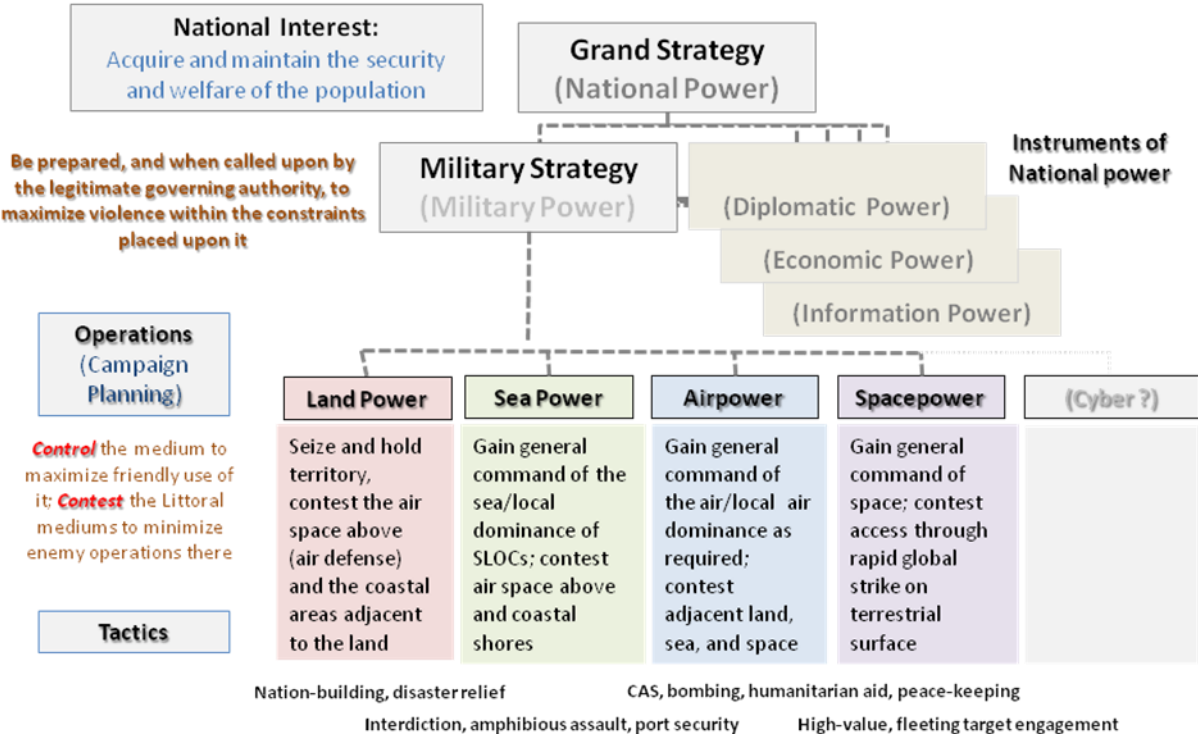 National Interest:
Acquire and maintain the security
and welfare of the population
Grand Strategy
(National Power)
Be prepared, and when called upon by
the legitimate governing authority, to
maximize violence within the constraints
placed upon it
Military Strategy
(Military Power)
(Diplomatic Power)
(Economic Power)
(Information Power)
Instruments of
National power
Operations
(Campaign
Planning)
Control the medium to
maximize friendly use of
it; Contest the Littoral
mediums to minimize
enemy operations there
Tactics
Land Power
Seize and hold
territory,
contest the air
space above
(air defense)
and the coastal
areas adjacent
to the land
Sea Power
Gain general
command of the
sea/local
dominance of
SLOCs; contest
air space above
and coastal
shores
Airpower
Gain general
command of
the air/local air
dominance as
required;
contest
adjacent land,
sea, and space
Spacepower
Gain general
command of
space; contest
access through
rapid global
strike on
terrestrial
surface
(Cyber ?)
Nation-building, disaster relief
CAS, bombing, humanitarian aid, peace-keeping
Interdiction, amphibious assault, port security
High-value, fleeting target engagement